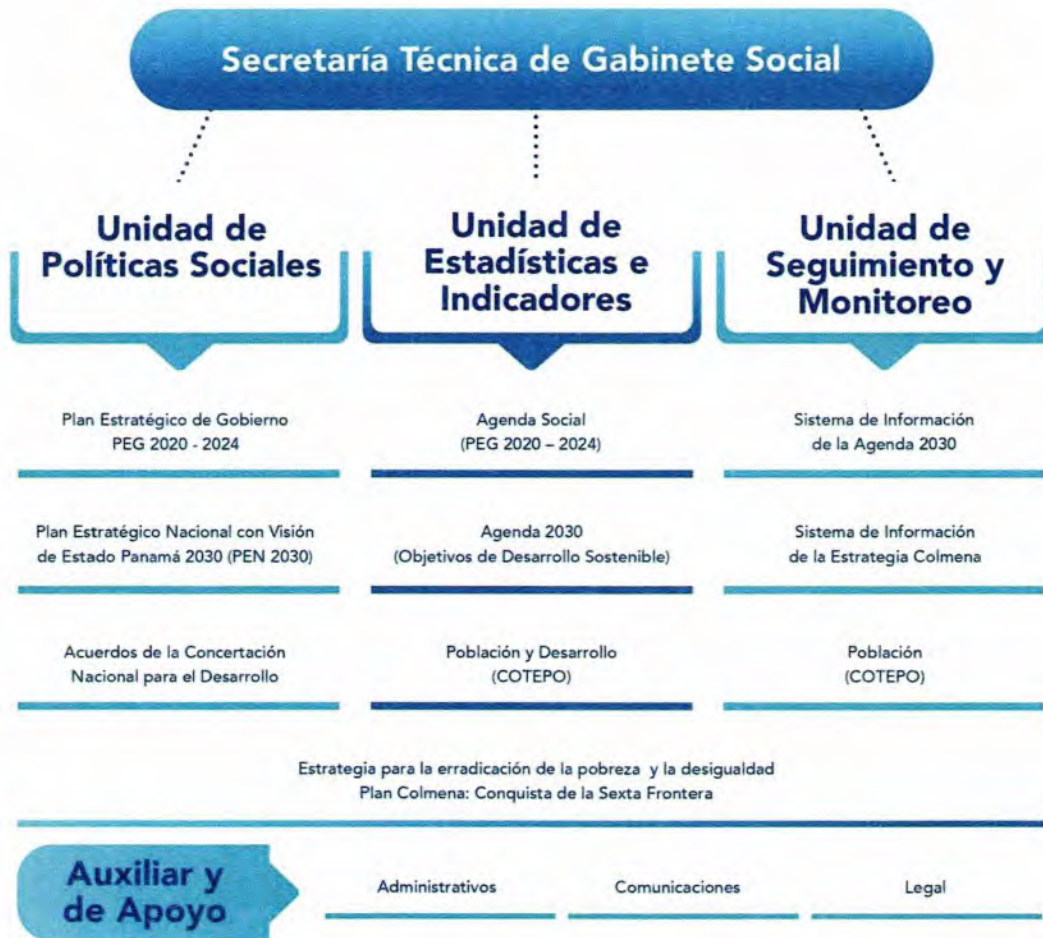 Secretaría Técnica de Gabinete Social
Unidad de
Políticas Sociales
Plan Estratégico de Gobierno
PEG 2020 - 2024
Plan Estratégico Nacional con Visión
de Estado Panamá 2030 (PEN 2030)
Acuerdos de la Concertación
Nacional para el Desarrollo
Unidad de
Estadísticas e
Indicadores
Agenda Social
(PEG 2020 – 2024)
Agenda 2030
(Objetivos de Desarrollo Sostenible)
Población y Desarrollo
(COTEPO)
Unidad de
Seguimiento y
Monitoreo
Sistema de Información
de la Agenda 2030
Sistema de Información
de la Estrategia Colmena
Población
(COTEPO)
Estrategia para la erradicación de la pobreza y la desigualdad
Plan Colmena: Conquista de la Sexta Frontera
Auxiliar y
de Apoyo
Administrativos
Comunicaciones
Legal